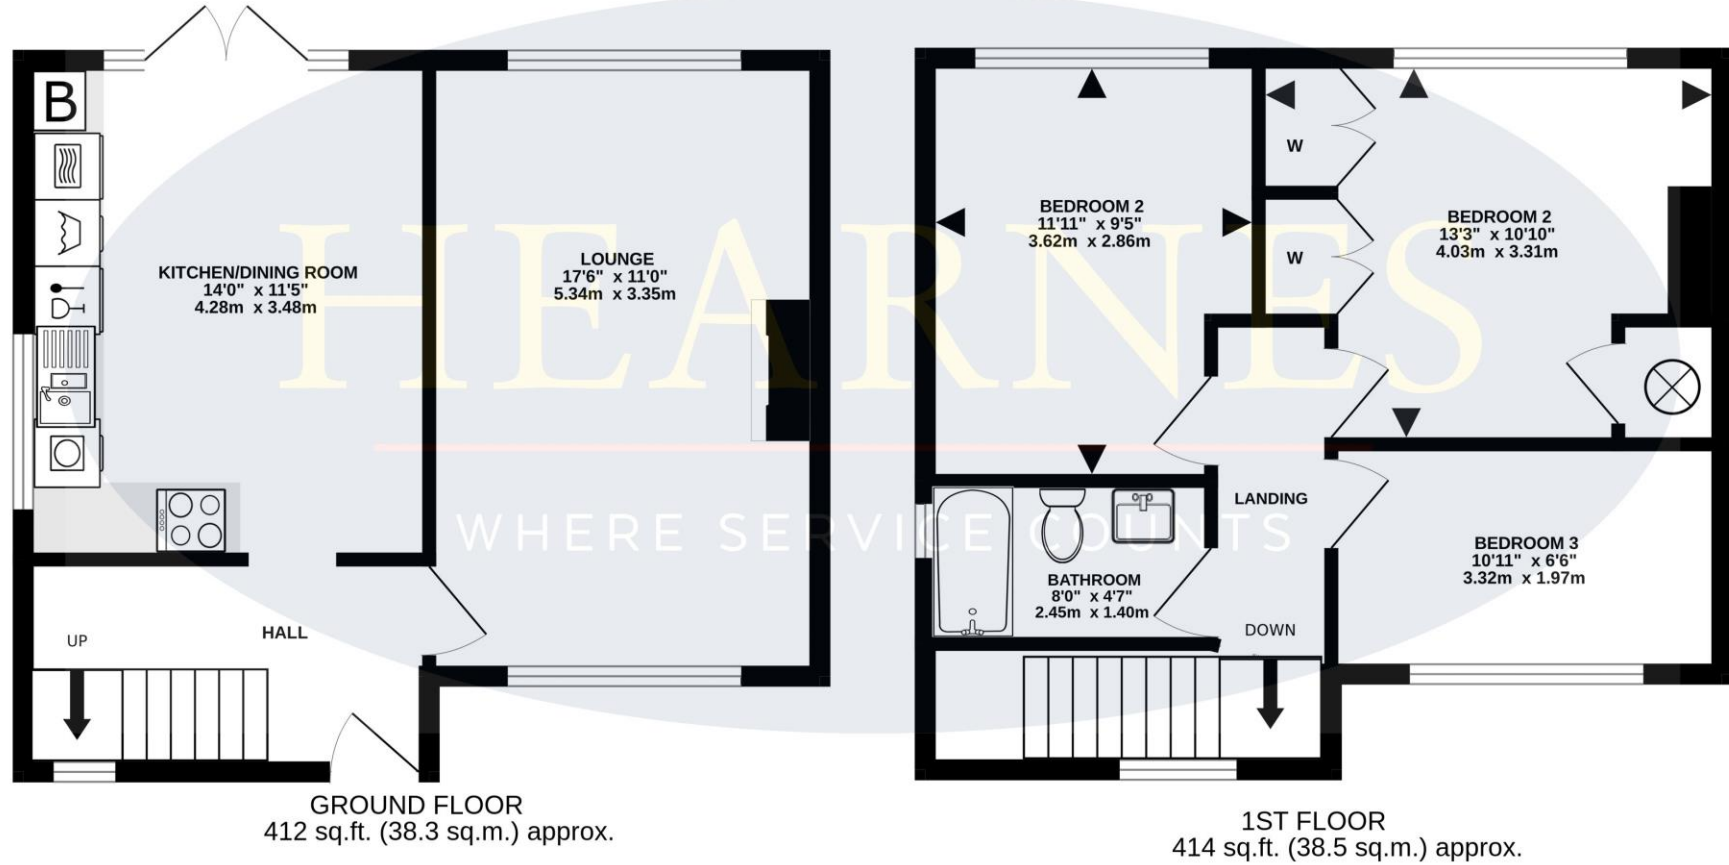 B
KITCHEN/DINING ROOM
14'0" x 11'5"
4.28m x 3.48m
LOUNGE
17'6" x 11'0"
5.34m x 3.35m
UP
HALL
GROUND FLOOR
412 sq.ft. (38.3 sq.m.) approx.
BEDROOM 2
11'11" x 9'5"
3.62m x 2.86m
W
W
BEDROOM 2
13'3" x 10'10"
4.03m x 3.31m
LANDING
BATHROOM
8'0" x 4'7"
2.45m x 1.40m
BEDROOM 3
10'11" x 6'6"
3.32m x 1.97m
DOWN
1ST FLOOR
414 sq.ft. (38.5 sq.m.) approx.
HEARNES
WHERE SERVICE COUNTS